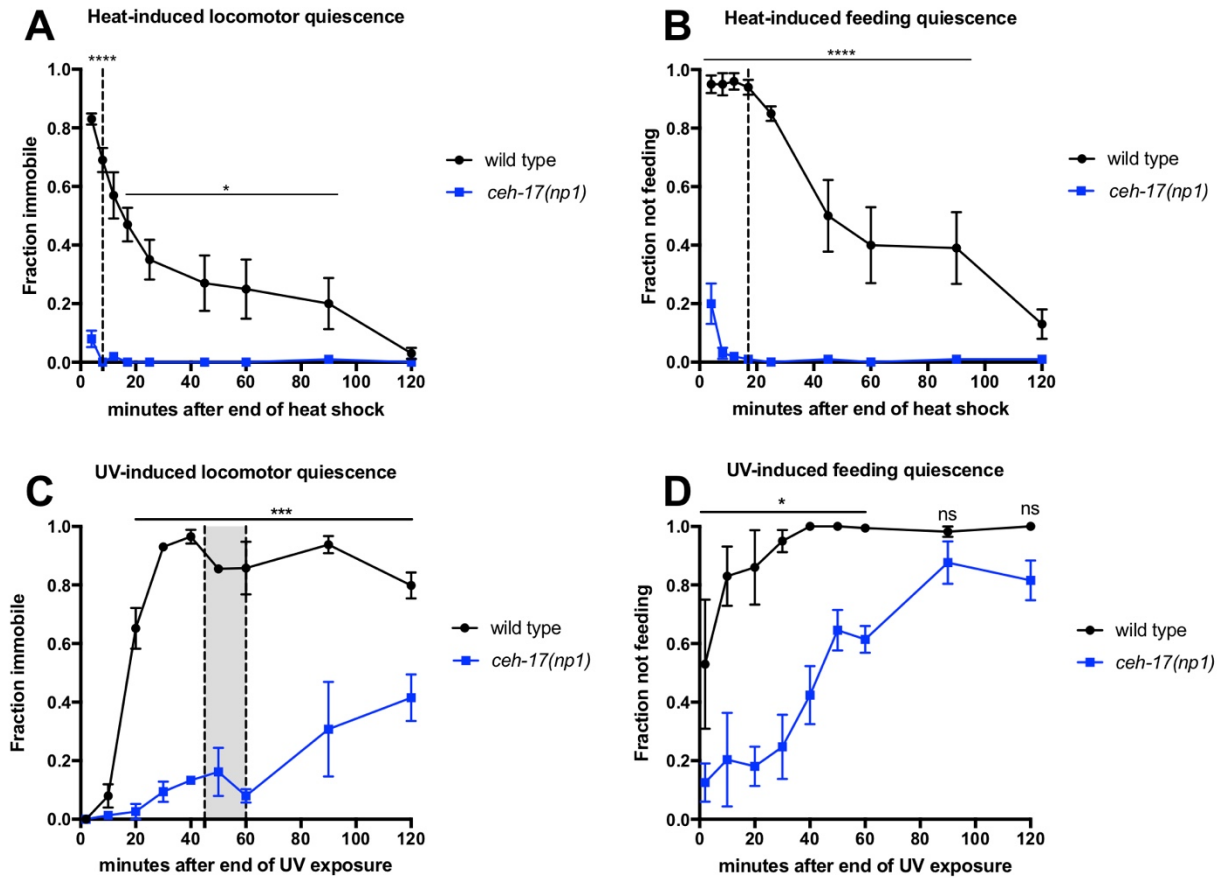 A
Heat-induced locomotor quiescence
****
*
1.0
0.8
0.6
0.4
0.2
0.0
Fraction immobile
0 20 40 60 80 100 120
minutes after end of heat shock
wild type
ceh-17(np1)
B
Heat-induced feeding quiescence
****
1.0
0.8
0.6
0.4
0.2
0.0
Fraction not feeding
0 20 40 60 80 100 120
minutes after end of heat shock
wild type
ceh-17(np1)
C
UV-induced locomotor quiescence
***
1.0
0.8
0.6
0.4
0.2
0.0
Fraction immobile
0 20 40 60 80 100 120
minutes after end of UV exposure
wild type
ceh-17(np1)
D
UV-induced feeding quiescence
*
ns
ns
1.0
0.8
0.6
0.4
0.2
0.0
Fraction not feeding
0 20 40 60 80 100 120
minutes after end of UV exposure
wild type
ceh-17(np1)